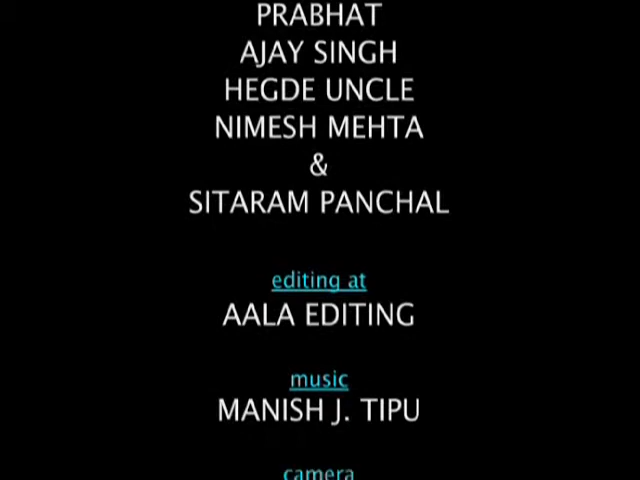 PRABHAT
AJAY SINGH
HEGDE UNCLE
NIMESH MEHTA
&
SITARAM PANCHAL
editing at
AALA EDITING
music
MANISH J. TIPU
camera